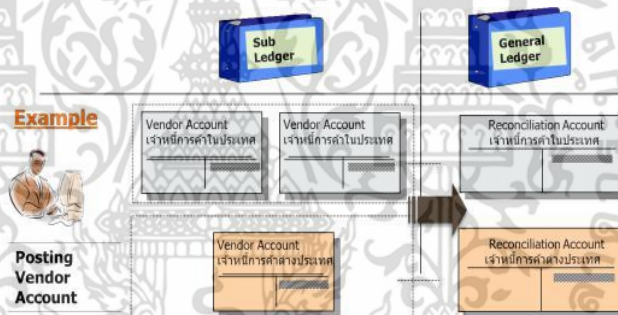 Sub
Ledger
General
Ledger
Example
Vendor Account
เจ้าหนี้การค้าในประเทศ
Vendor Account
เจ้าหนี้การค้าในประเทศ
Reconciliation Account
เจ้าหนี้การค้าในประเทศ
Posting
Vendor
Account
Vendor Account
เจ้าหนี้การค้าต่างประเทศ
Reconciliation Account
เจ้าหนี้การค้าต่างประเทศ